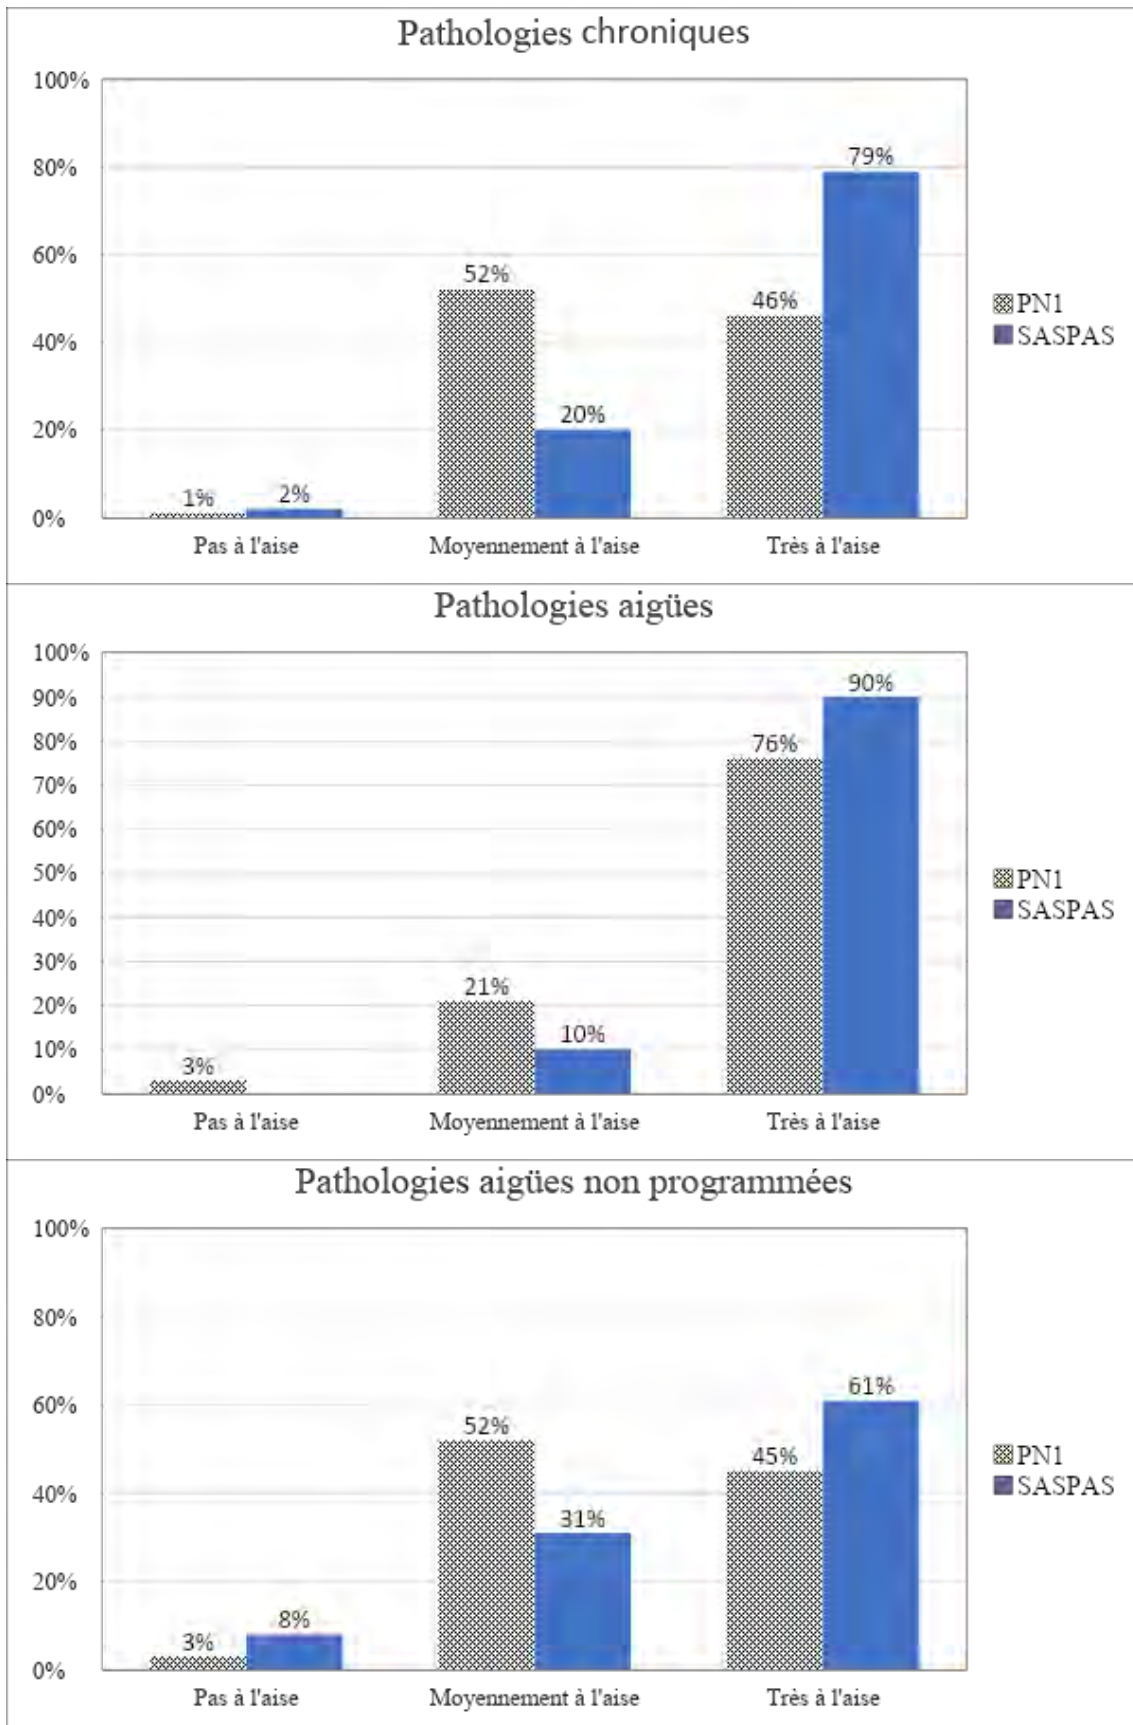 Pathologies chroniques
100%
80%
60%
40%
20%
0%
1%
2%
52%
20%
46%
79%
Pas à l'aise
Moyennement à l'aise
Très à l'aise
PN1
SASPAS
Pathologies aigües
100%
90%
80%
70%
60%
50%
40%
30%
20%
10%
0%
3%
21%
10%
76%
90%
Pas à l'aise
Moyennement à l'aise
Très à l'aise
PN1
SASPAS
Pathologies aigües non programmées
100%
80%
60%
40%
20%
0%
3%
8%
52%
31%
45%
61%
Pas à l'aise
Moyennement à l'aise
Très à l'aise
PN1
SASPAS